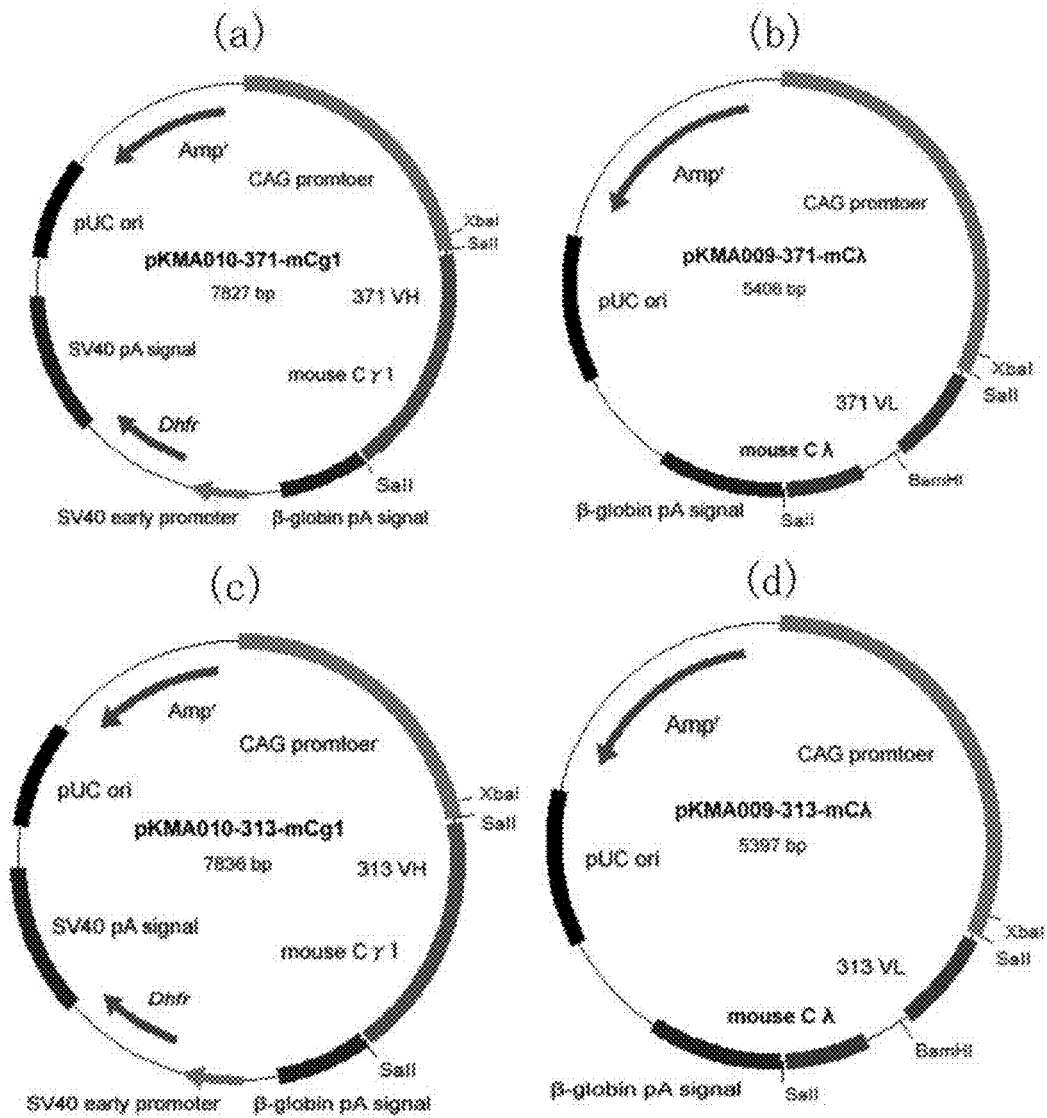 (a)
Ampʳ
CAG promtoer
pUC ori
XbaI
SalI
pKMA010-371-mCg1
7827 bp
371 VH
SV40 pA signal
mouse C γ 1
Dhfr
SalI
SV40 early promoter
β-globin pA signal
(b)
Ampʳ
CAG promtoer
pKMA009-371-mCλ
5406 bp
pUC ori
XbaI
SalI
371 VL
mouse C λ
BamHI
β-globin pA signal
SalI
(c)
Ampʳ
CAG promtoer
pUC ori
XbaI
SalI
pKMA010-313-mCg1
7836 bp
313 VH
SV40 pA signal
mouse C γ 1
Dhfr
SalI
SV40 early promoter
β-globin pA signal
(d)
Ampʳ
CAG promtoer
pKMA009-313-mCλ
5397 bp
pUC ori
XbaI
SalI
313 VL
mouse C λ
BamHI
β-globin pA signal
SalI